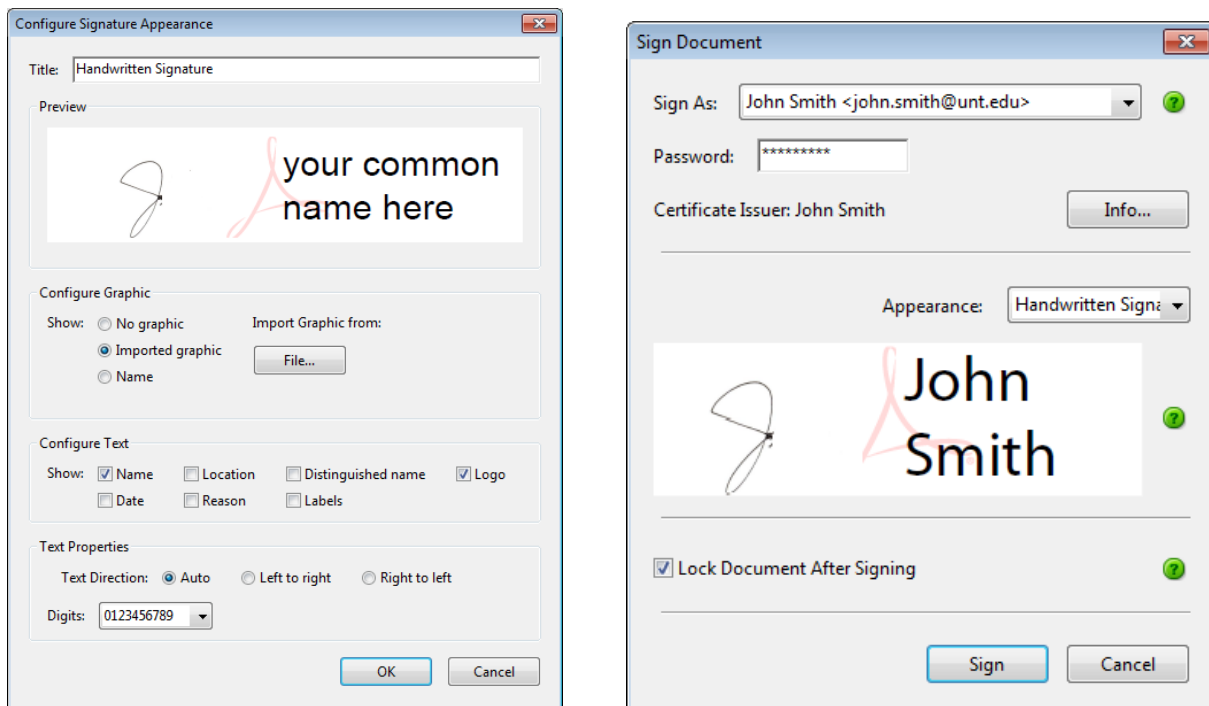 Configure Signature Appearance
Title: Handwritten Signature
Preview
your common
name here
Configure Graphic
Show: No graphic Import Graphic from:
Imported graphic File...
Name
Configure Text
Show: Name Location Distinguished name Logo
Date Reason Labels
Text Properties
Text Direction: Auto Left to right Right to left
Digits: 0123456789
OK Cancel
Sign Document
Sign As: John Smith <john.smith@unt.edu> ?
Password: *********
Certificate Issuer: John Smith Info...
Appearance: Handwritten Signa
John
Smith ?
Lock Document After Signing ?
Sign Cancel